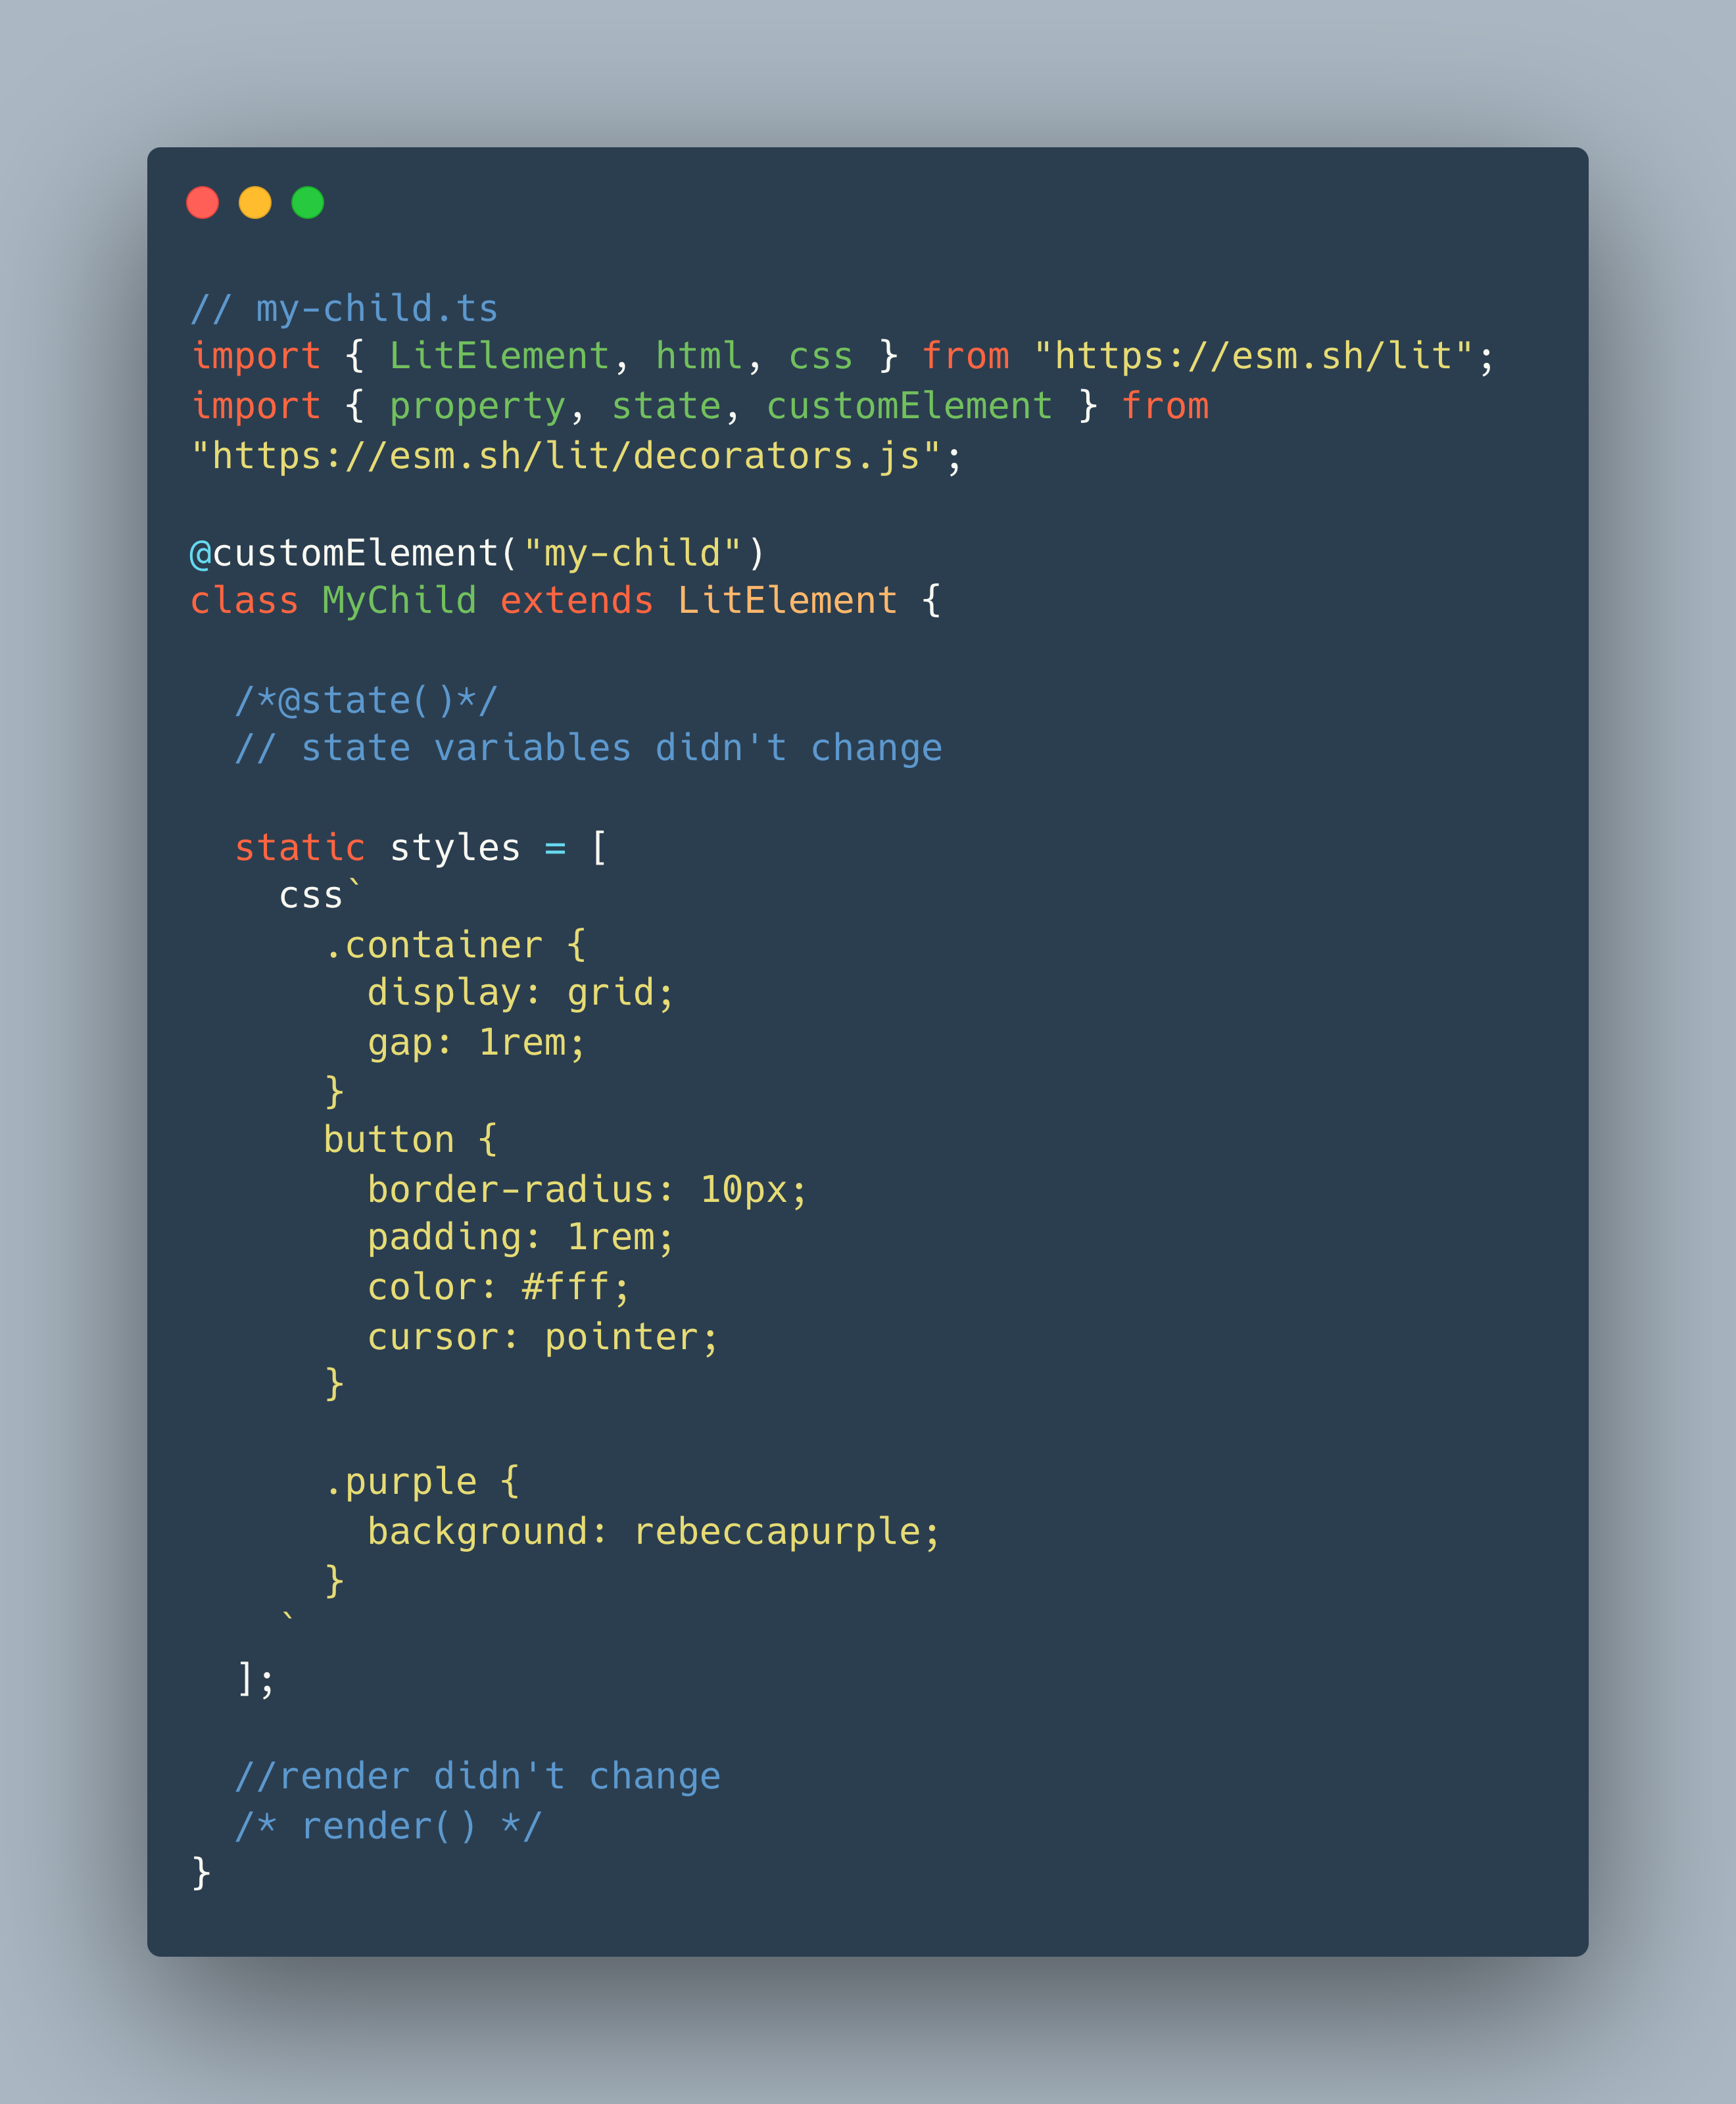 // my-child.ts
import { LitElement, html, css } from "https://esm.sh/lit";
import { property, state, customElement } from
"https://esm.sh/lit/decorators.js";

@customElement("my-child")
class MyChild extends LitElement {

  /*@state()*/
  // state variables didn't change

  static styles = [
    css`
      .container {
        display: grid;
        gap: 1rem;
      }
      button {
        border-radius: 10px;
        padding: 1rem;
        color: #fff;
        cursor: pointer;
      }

      .purple {
        background: rebeccapurple;
      }
    `
  ];

  //render didn't change
  /* render() */
}